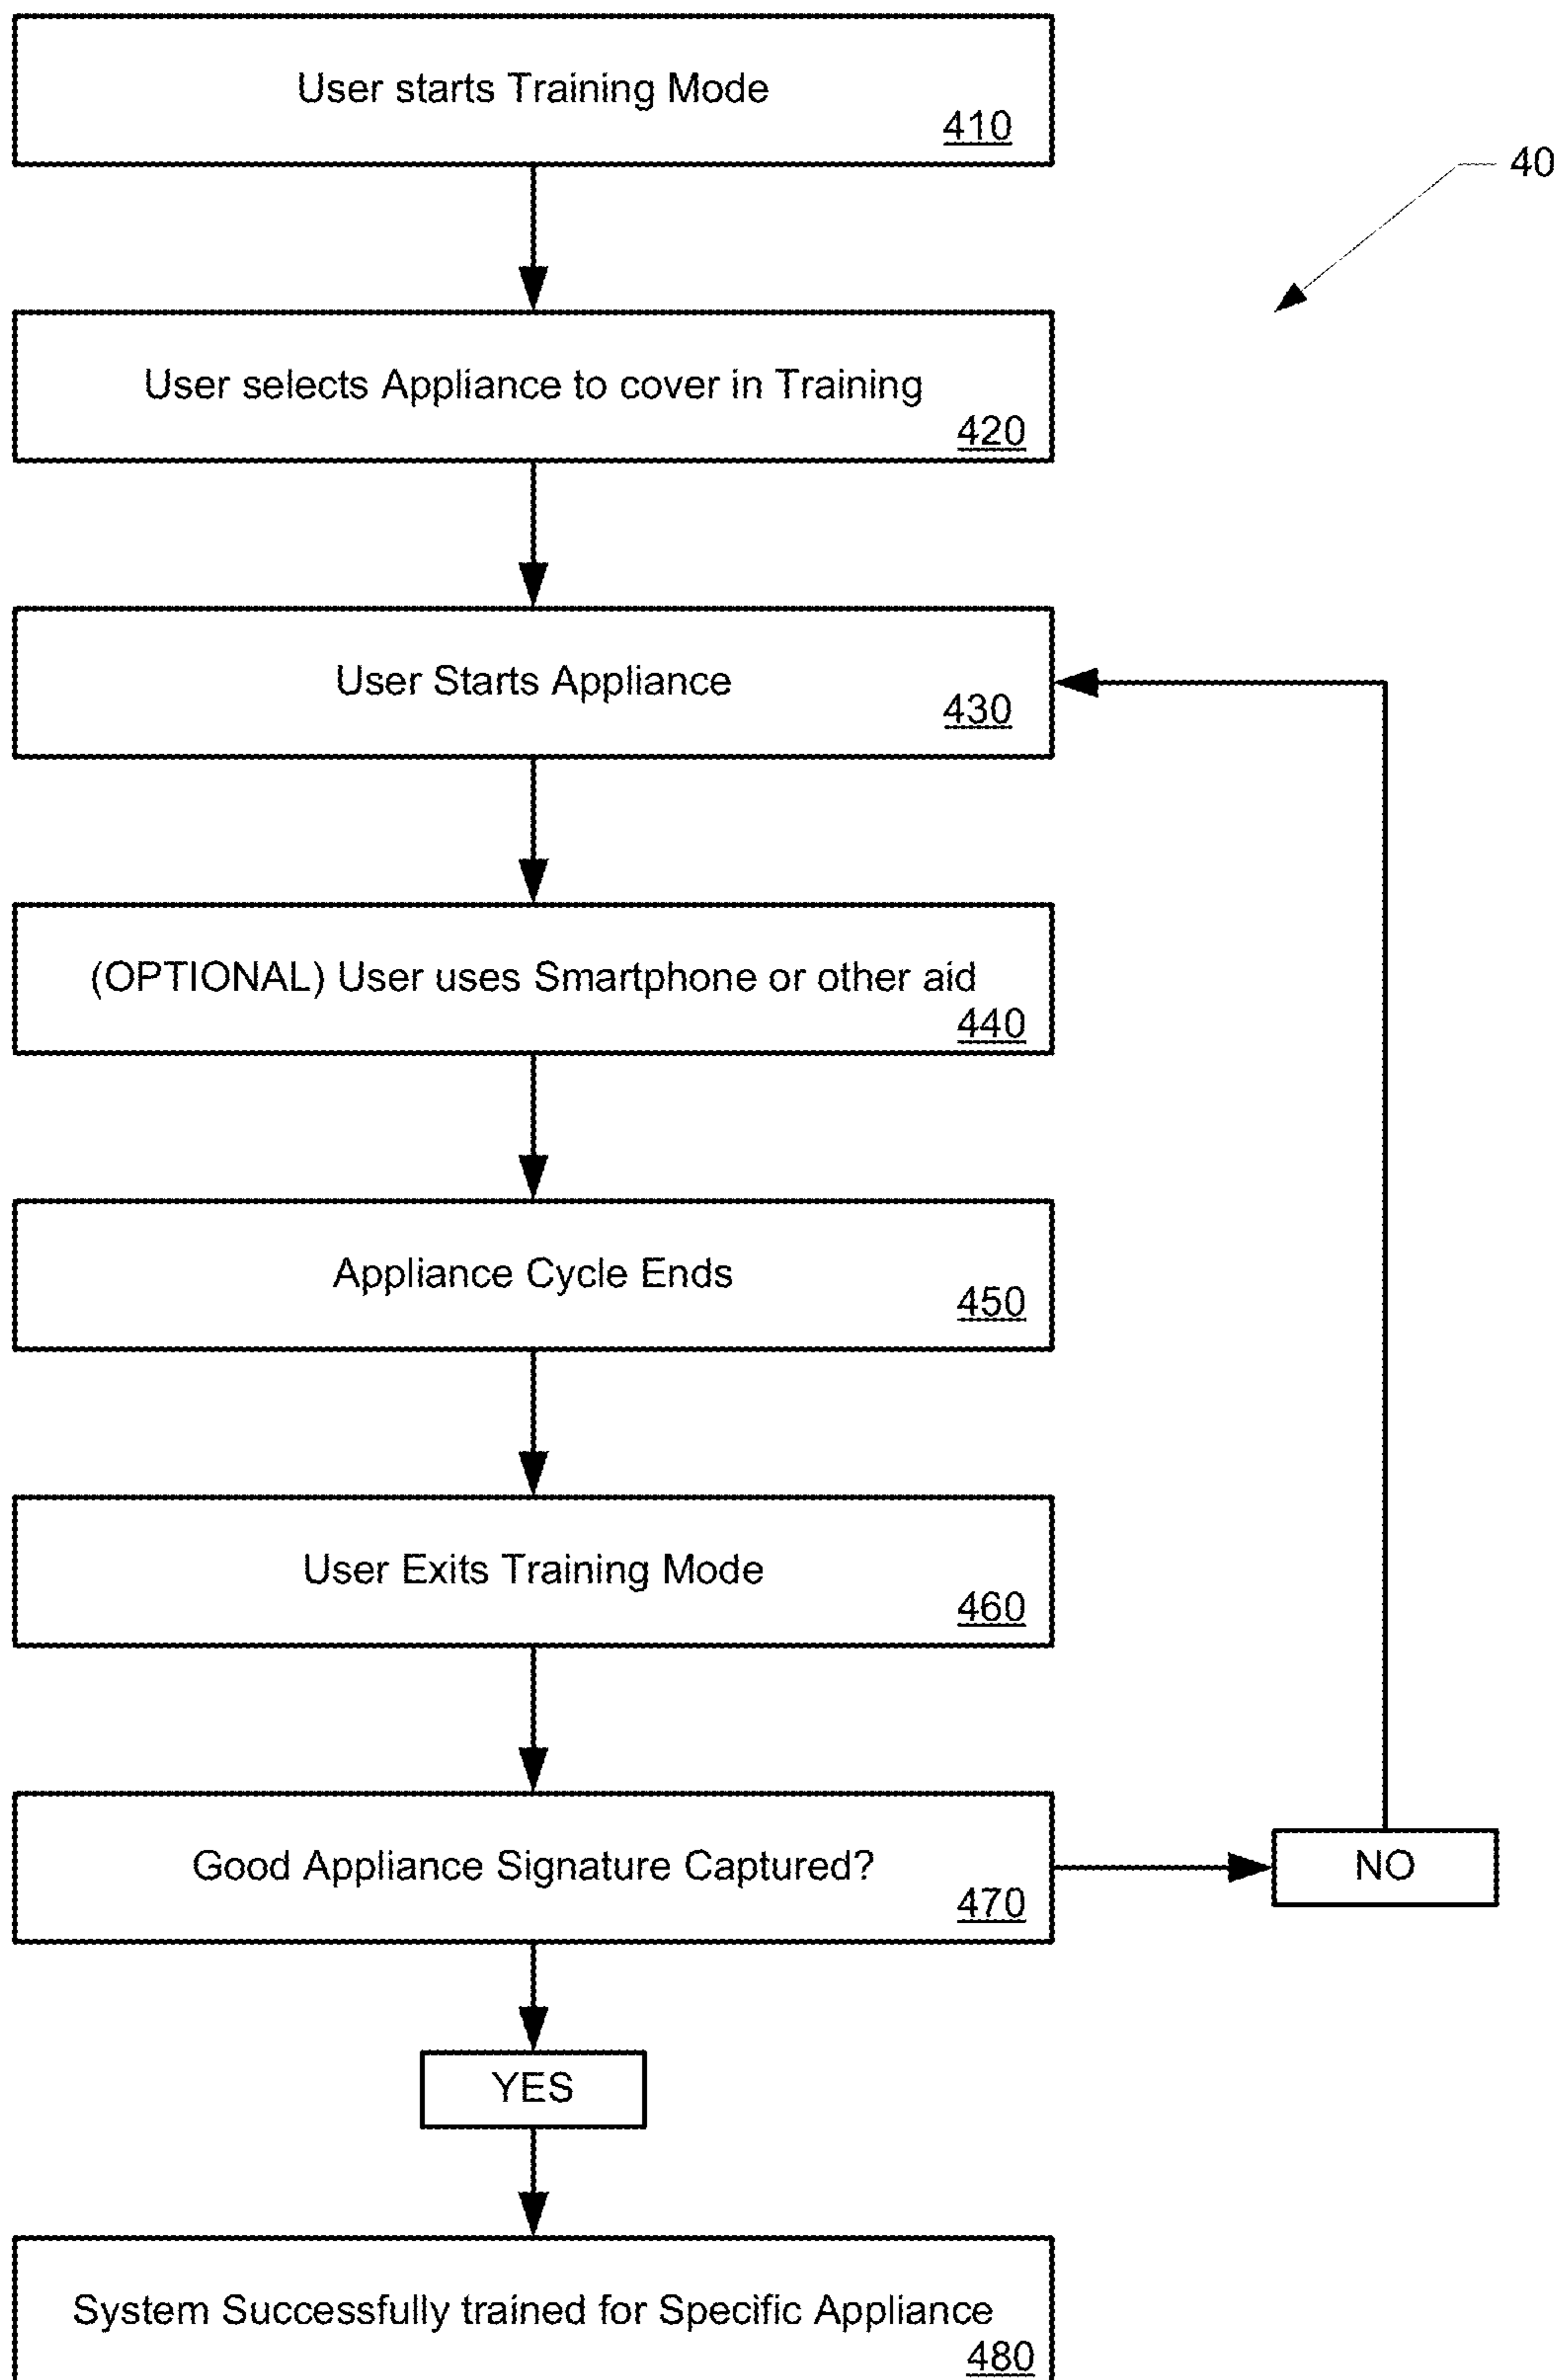 User starts Training Mode
410
40
User selects Appliance to cover in Training
420
User Starts Appliance
430
(OPTIONAL) User uses Smartphone or other aid
440
Appliance Cycle Ends
450
User Exits Training Mode
460
Good Appliance Signature Captured?
470
NO
YES
System Successfully trained for Specific Appliance
480